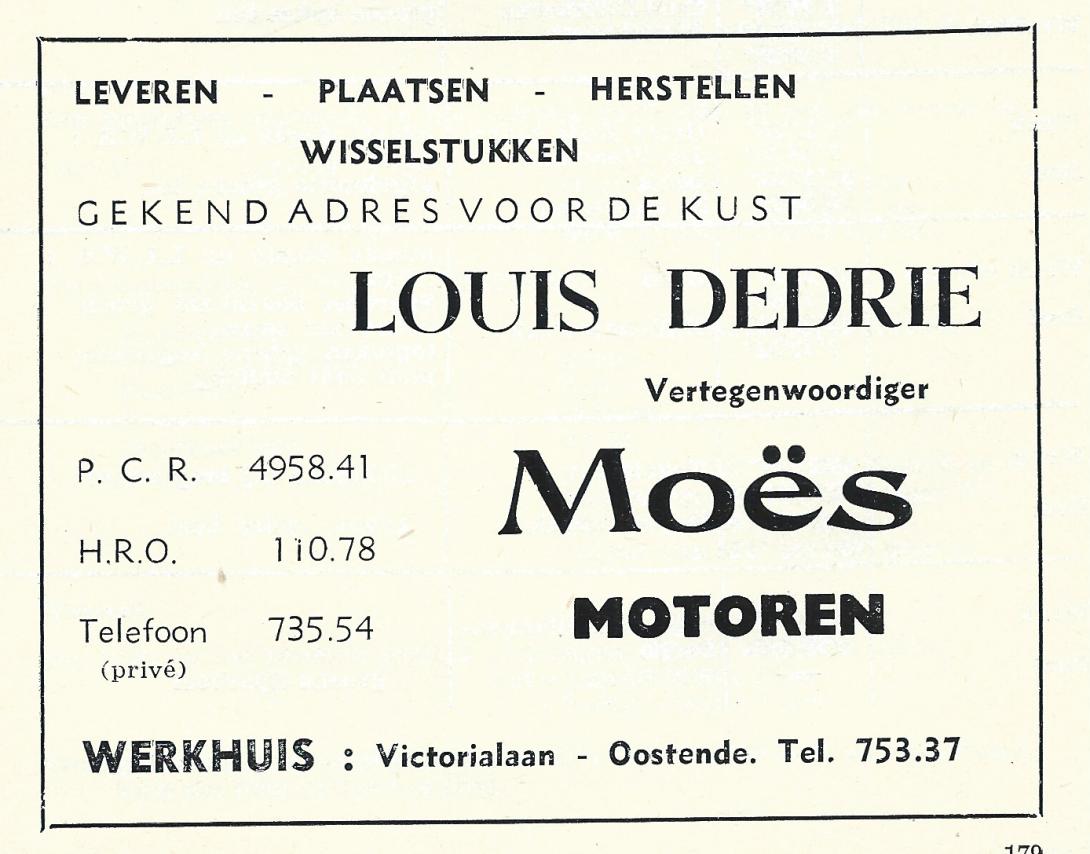 LEVEREN - PLAATSEN - HERSTELLEN
WISSELSTUKKEN
GEKEND ADRES VOOR DE KUST
LOUIS DEDRIE
Vertegenwoordiger
Moës
MOTOREN
P. C. R. 4958.41
H.R.O. 110.78
Telefoon 735.54
(privé)
WERKHUIS : Victorialaan - Oostende. Tel. 753.37
179